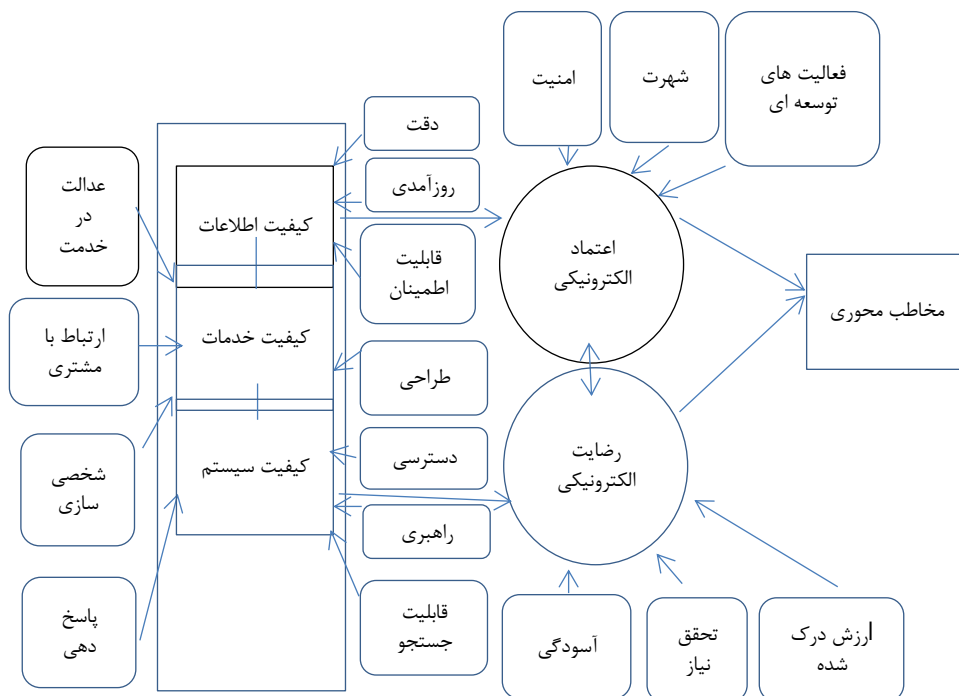 فعالیت های
توسعه ای
شهرت
امنیت
دقت
روزآمدی
قابلیت
اطمینان
عدالت
در
خدمت
کیفیت اطلاعات
اعتماد
الکترونیکی
مخاطب محوری
ارتباط با
مشتری
کیفیت خدمات
طراحی
شخصی
سازی
کیفیت سیستم
دسترسی
رضایت
الکترونیکی
راهبری
پاسخ
دهی
قابلیت
جستجو
آسودگی
تحقق
نیاز
ارزش درک
شده